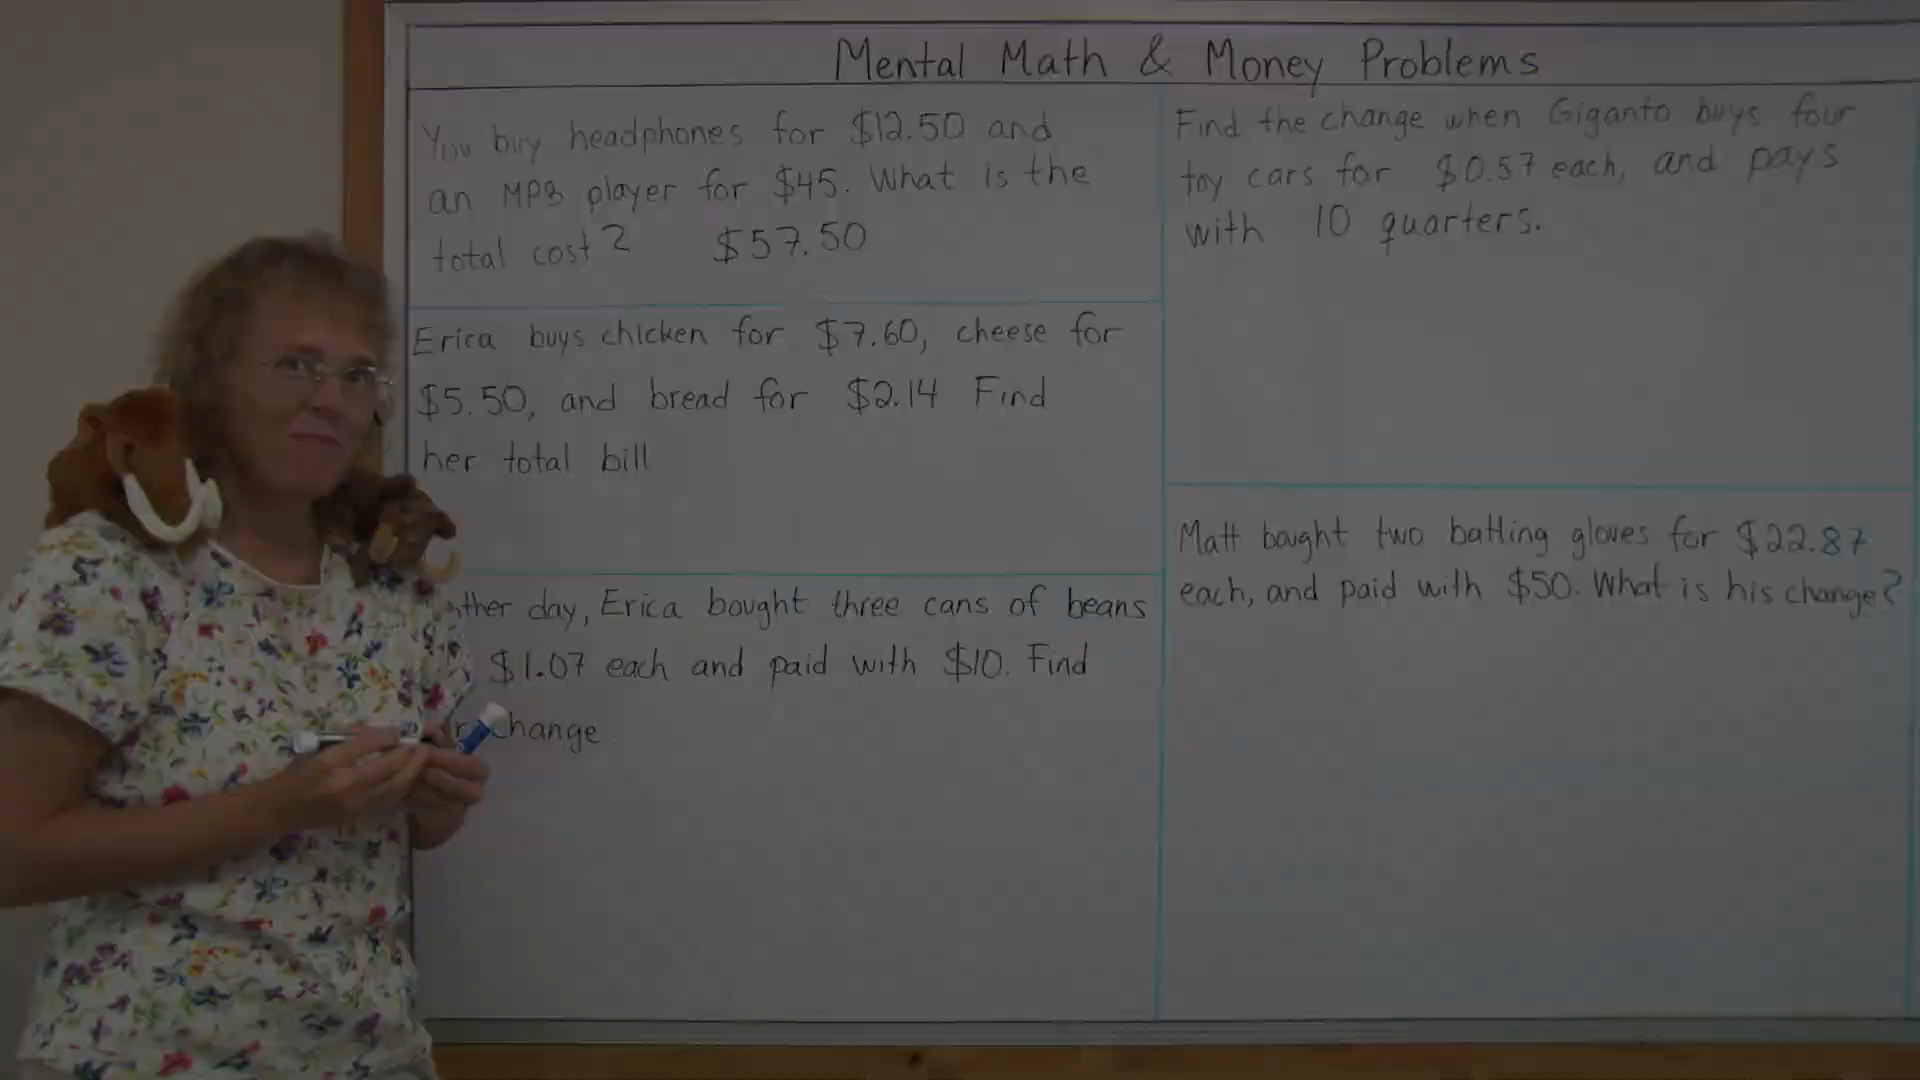 Mental Math & Money Problems
You buy headphones for $12.50 and
an MP3 player for $45. What is the
total cost? $57.50
Erica buys chicken for $7.60, cheese for
$5.50, and bread for $2.14 Find
her total bill
ther day, Erica bought three cans of beans
$1.07 each and paid with $10. Find
r change
Find the change when Giganto buys four
toy cars for $0.57 each, and pays
with 10 quarters.
Matt bought two batting gloves for $22.87
each, and paid with $50. What is his change?